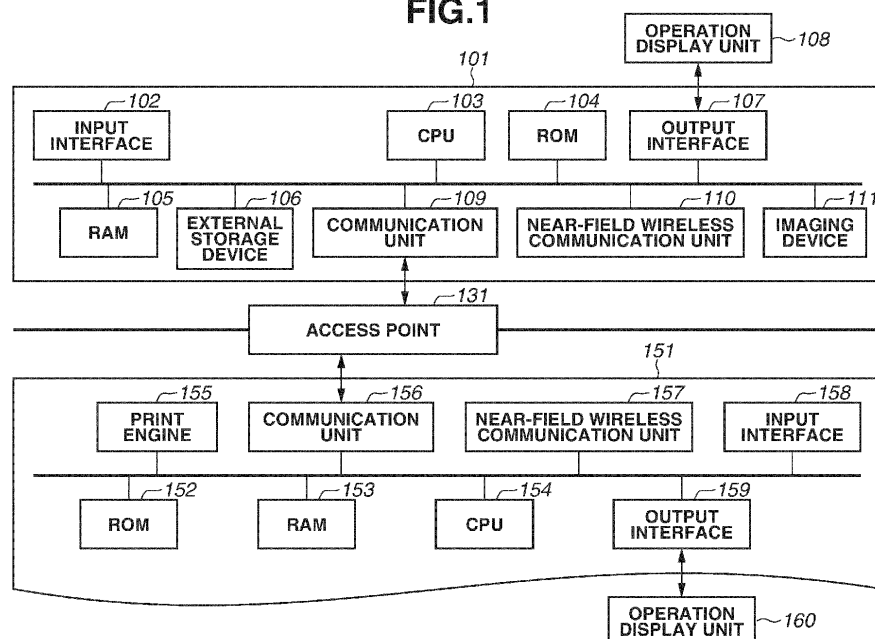 FIG.1
OPERATION
DISPLAY UNIT
108
101
102
INPUT
INTERFACE
103
CPU
104
ROM
107
OUTPUT
INTERFACE
105
RAM
106
EXTERNAL
STORAGE
DEVICE
109
COMMUNICATION
UNIT
110
NEAR-FIELD WIRELESS
COMMUNICATION UNIT
111
IMAGING
DEVICE
131
ACCESS POINT
151
155
PRINT
ENGINE
156
COMMUNICATION
UNIT
157
NEAR-FIELD WIRELESS
COMMUNICATION UNIT
158
INPUT
INTERFACE
152
ROM
153
RAM
154
CPU
159
OUTPUT
INTERFACE
OPERATION
DISPLAY UNIT
160